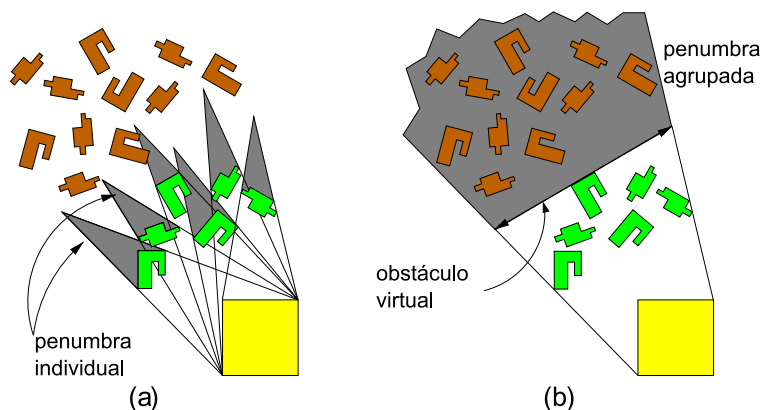 penumbra
individual
(a)
penumbra
agrupada
obstáculo
virtual
(b)